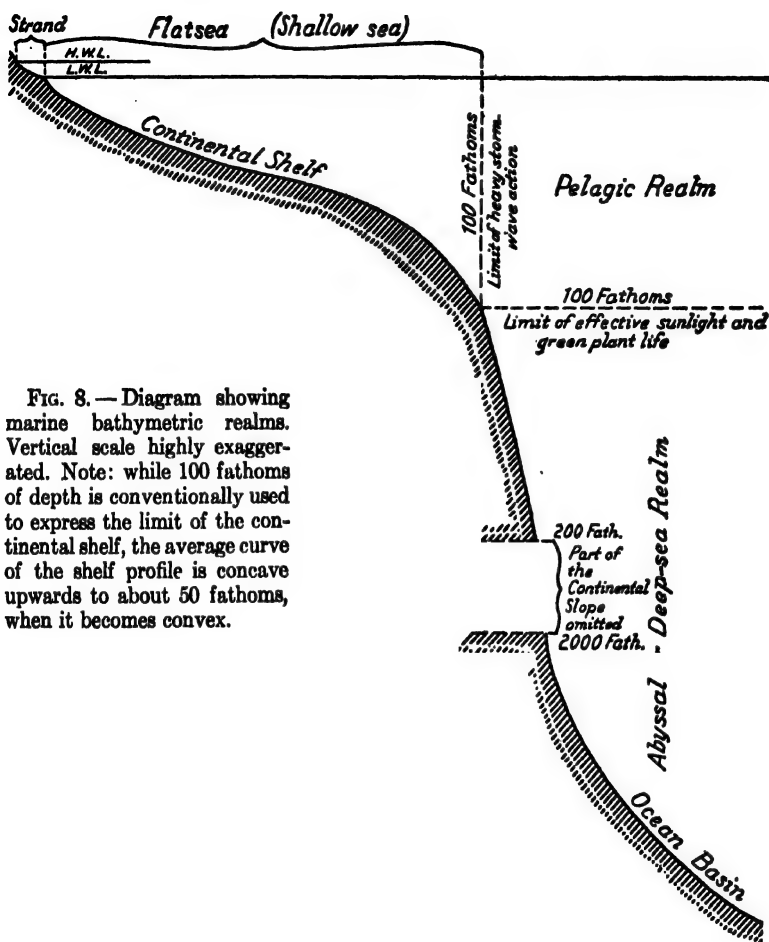 Strand
Flatsea (Shallow sea)
H.W.L.
L.W.L.
Continental Shelf
100 Fathoms
Limit of heavy storm-
wave action
Pelagic Realm
100 Fathoms
Limit of effective sunlight and
green plant life
FIG. 8.—Diagram showing
marine bathymetric realms.
Vertical scale highly exagger-
ated. Note: while 100 fathoms
of depth is conventionally used
to express the limit of the con-
tinental shelf, the average curve
of the shelf profile is concave
upwards to about 50 fathoms,
when it becomes convex.
200 Fath.
Part of
the
Continental
Slope
omitted
2000 Fath.
Abyssal - Deep-sea Realm
Ocean Basin